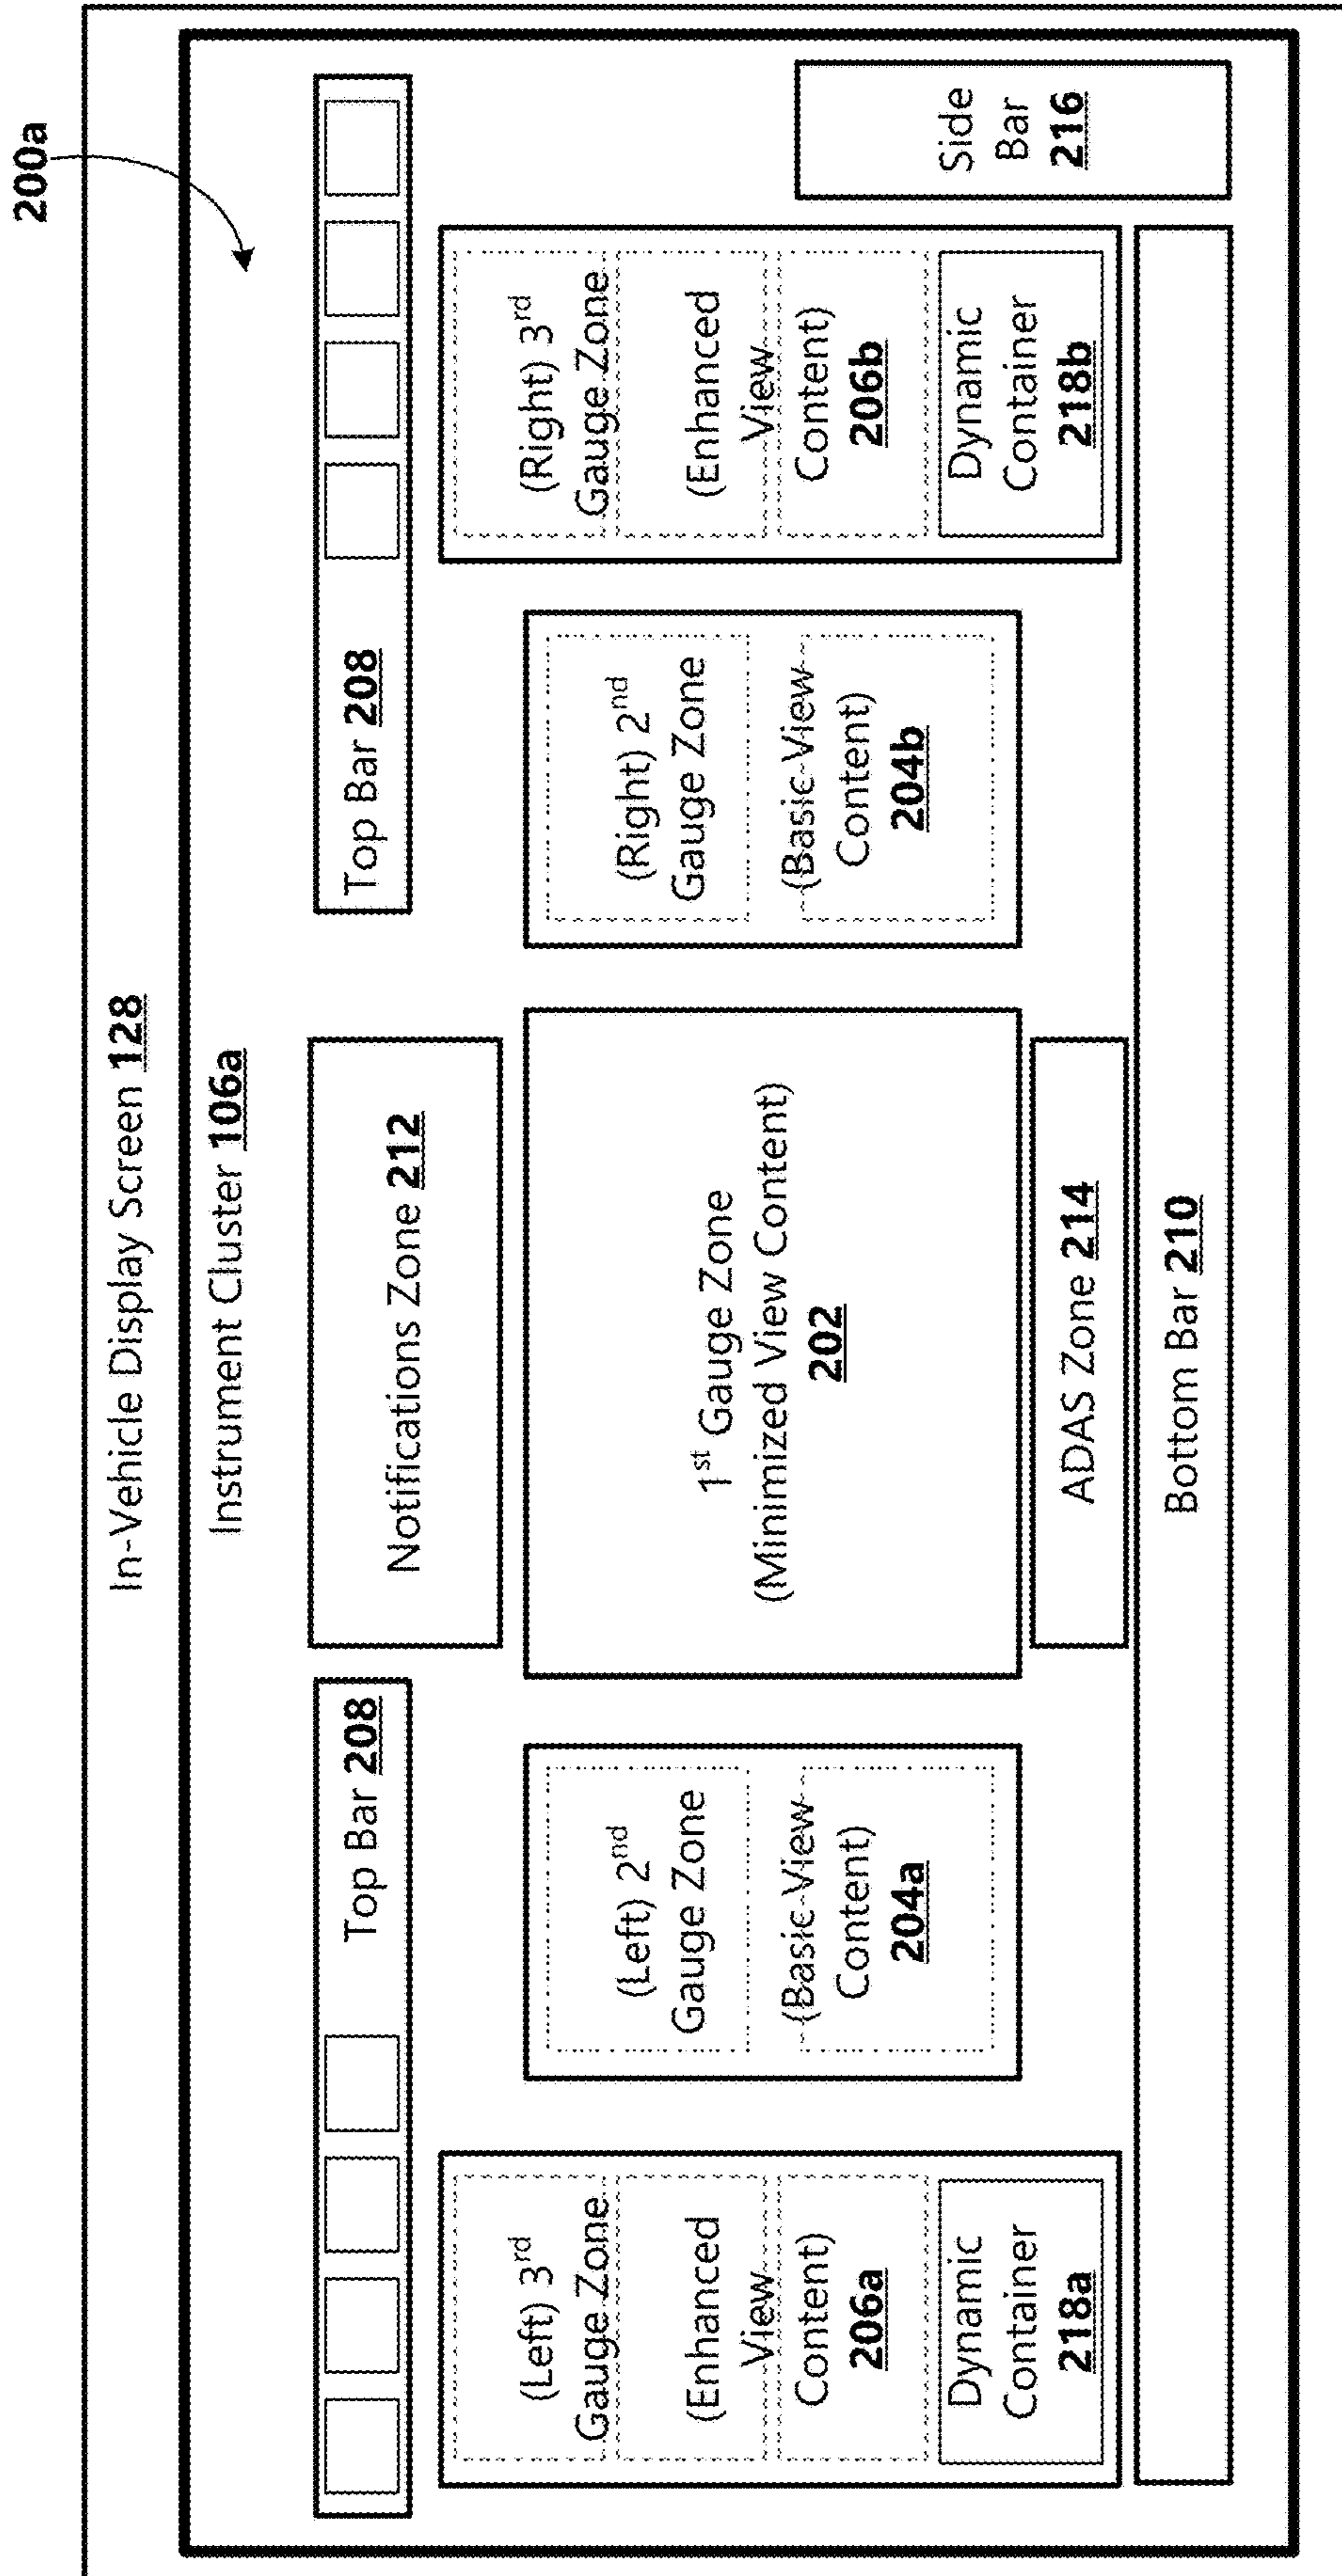 200a
In-Vehicle Display Screen 128
Instrument Cluster 106a
Top Bar 208
Notifications Zone 212
Top Bar 208
(Left) 3rd
Gauge Zone
(Enhanced
View
Content)
206a
Dynamic
Container
218a
(Left) 2nd
Gauge Zone
(Basic View
Content)
204a
1st Gauge Zone
(Minimized View Content)
202
(Right) 2nd
Gauge Zone
(Basic View
Content)
204b
(Right) 3rd
Gauge Zone
(Enhanced
View
Content)
206b
Dynamic
Container
218b
Side
Bar
216
ADAS Zone 214
Bottom Bar 210